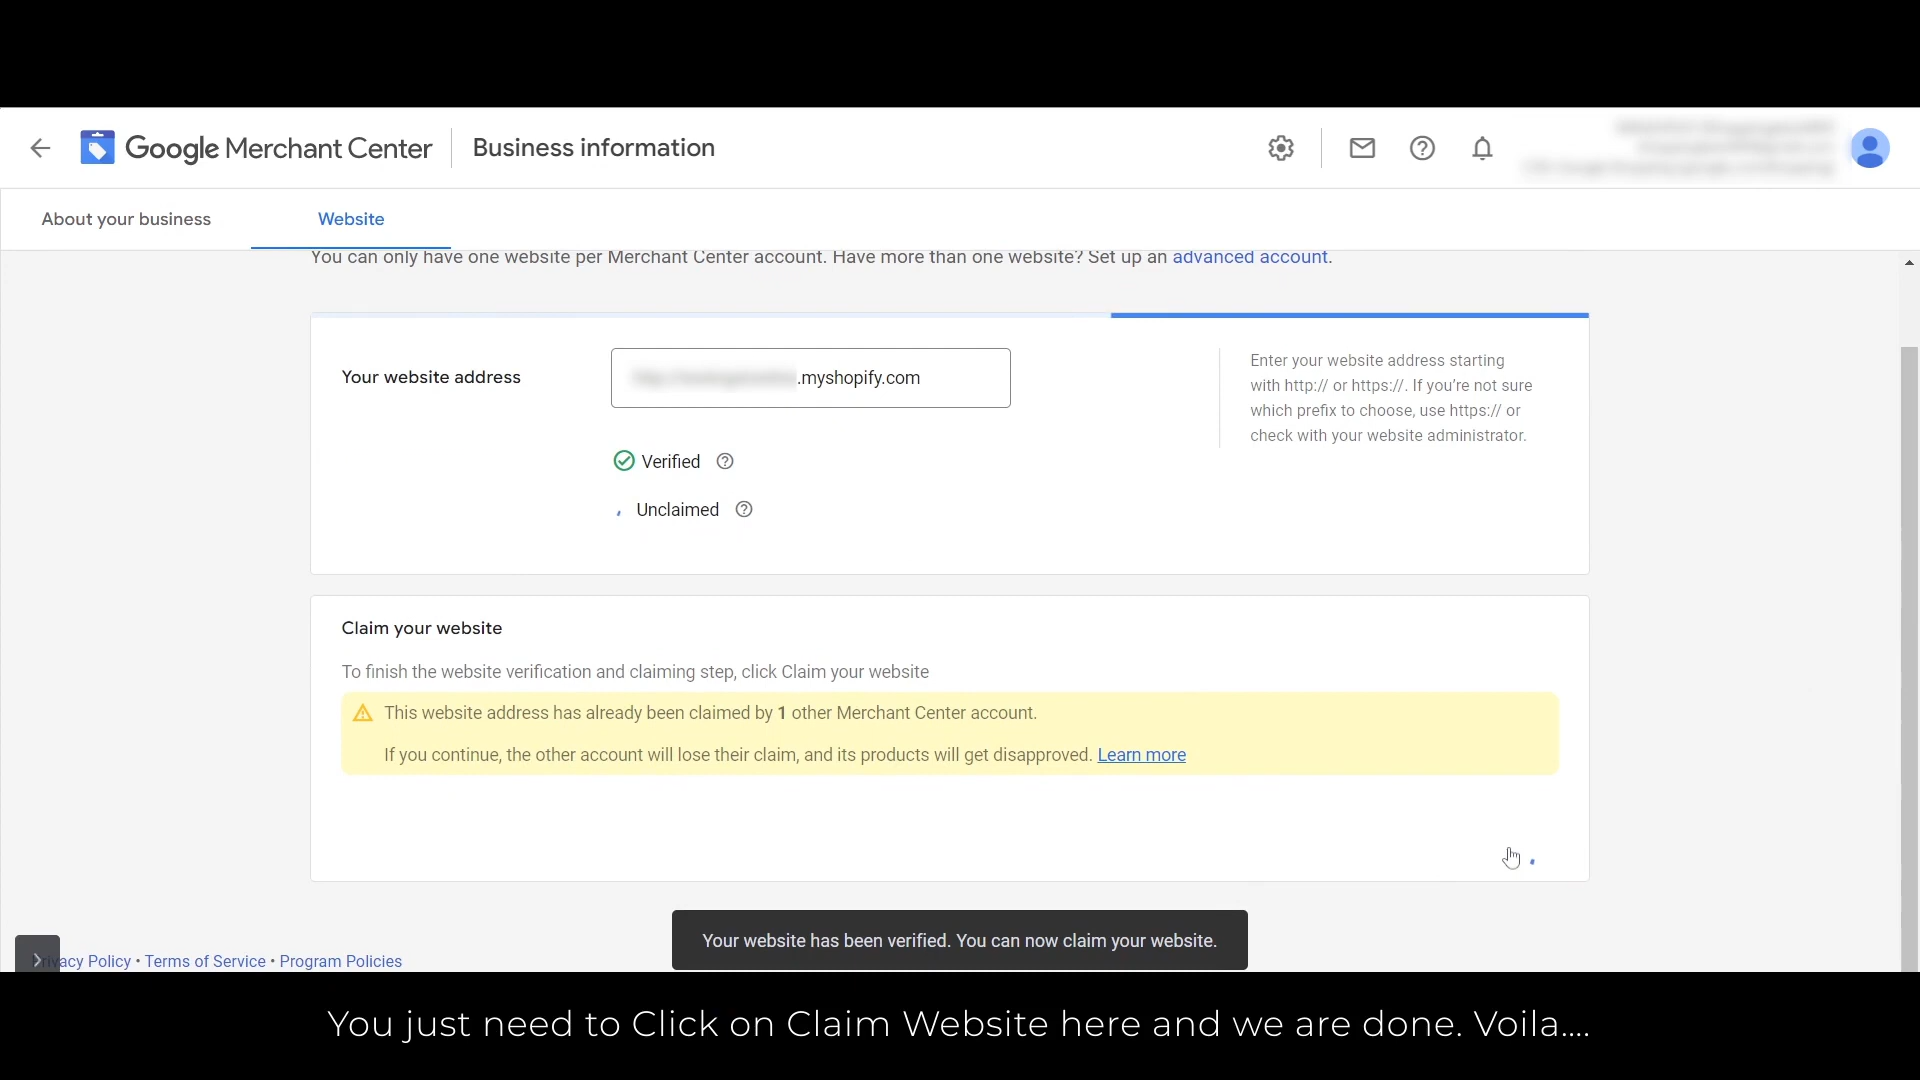 Google Merchant Center
Business information
About your business
Website
You can only have one website per Merchant Center account. Have more than one website? Set up an advanced account.
Your website address
.myshopify.com
Enter your website address starting
with http:// or https://. If you’re not sure
which prefix to choose, use https:// or
check with your website administrator.
Verified
Unclaimed
Claim your website
To finish the website verification and claiming step, click Claim your website
This website address has already been claimed by 1 other Merchant Center account.
If you continue, the other account will lose their claim, and its products will get disapproved. Learn more
Your website has been verified. You can now claim your website.
Privacy Policy • Terms of Service • Program Policies
You just need to Click on Claim Website here and we are done. Voila....